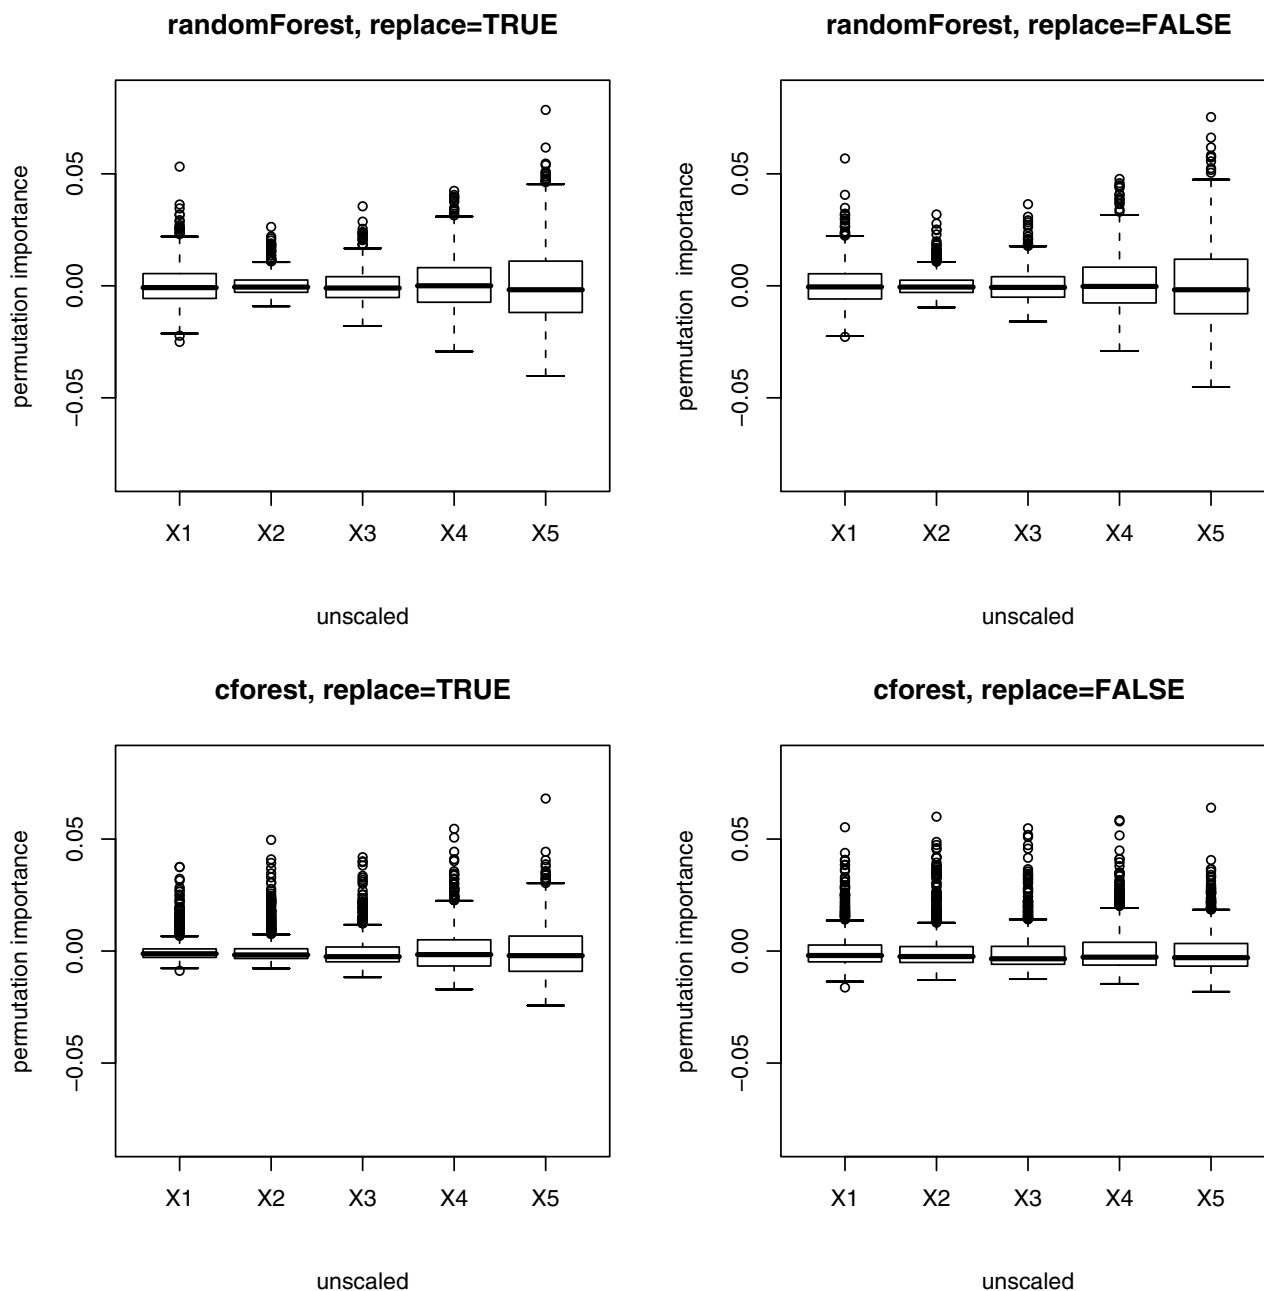 randomForest, replace=TRUE
permutation importance
0.05
0.00
−0.05
X1 X2 X3 X4 X5
unscaled
randomForest, replace=FALSE
permutation importance
0.05
0.00
−0.05
X1 X2 X3 X4 X5
unscaled
cforest, replace=TRUE
permutation importance
0.05
0.00
−0.05
X1 X2 X3 X4 X5
unscaled
cforest, replace=FALSE
permutation importance
0.05
0.00
−0.05
X1 X2 X3 X4 X5
unscaled